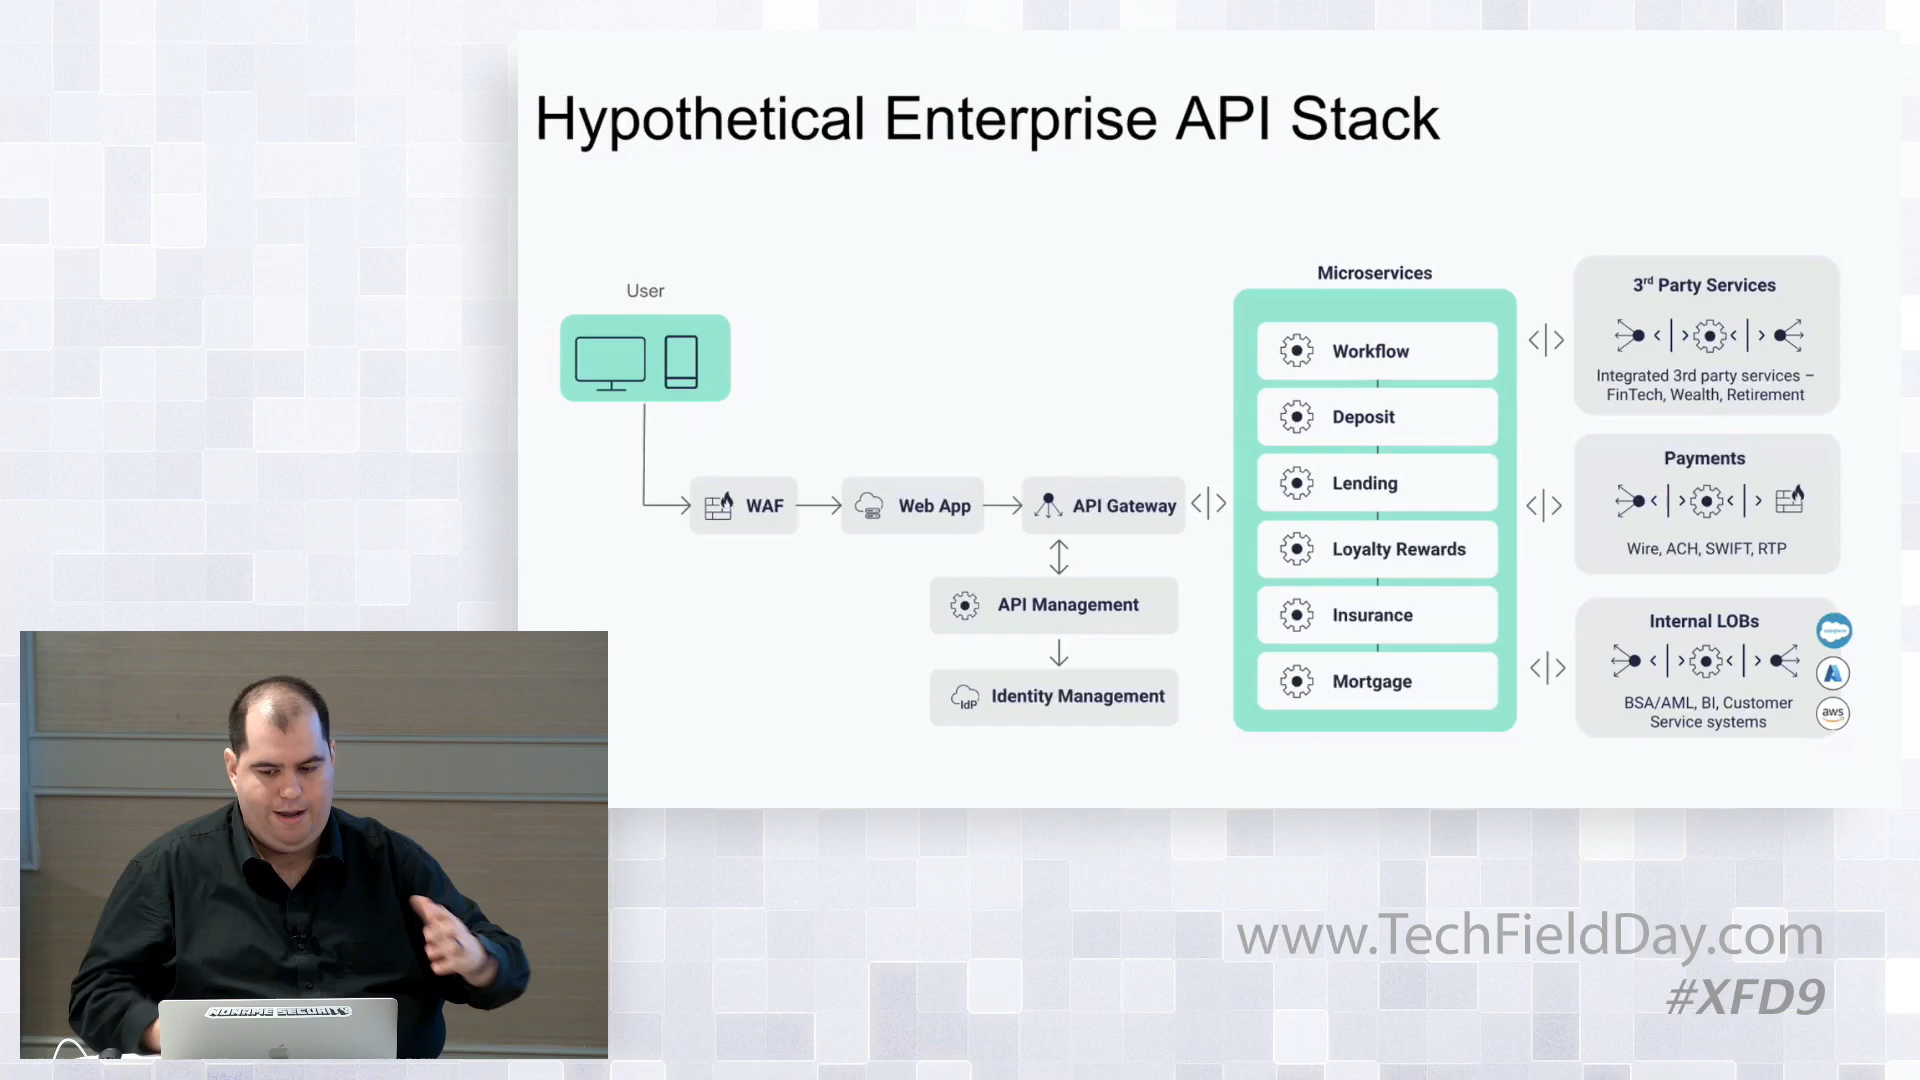 Hypothetical Enterprise API Stack
User
WAF
Web App
API Gateway
API Management
IdP
Identity Management
Microservices
Workflow
Deposit
Lending
Loyalty Rewards
Insurance
Mortgage
3rd Party Services
Integrated 3rd party services –
FinTech, Wealth, Retirement
Payments
Wire, ACH, SWIFT, RTP
Internal LOBs
BSA/AML, BI, Customer
Service systems
salesforce
aws
NONAME SECURITY
www.TechFieldDay.com
#XFD9